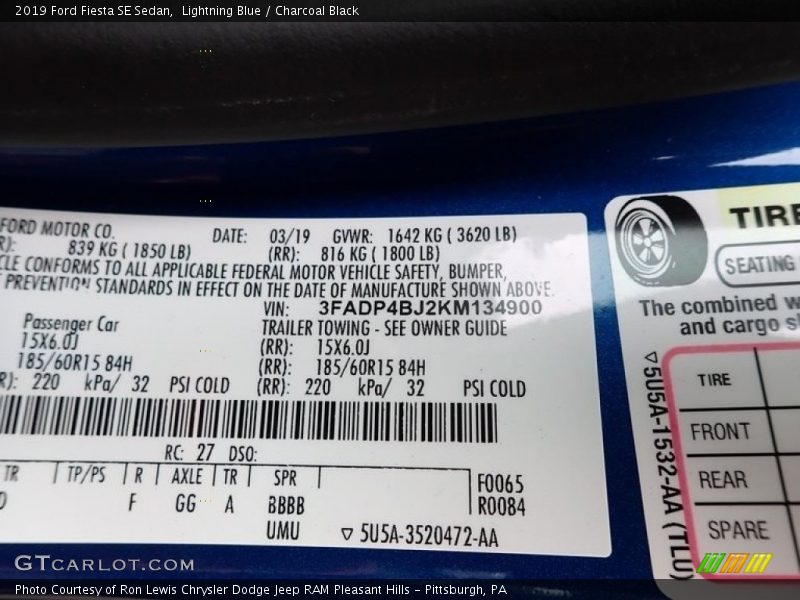 2019 Ford Fiesta SE Sedan, Lightning Blue / Charcoal Black
FORD MOTOR CO.
DATE: 03/19 GVWR: 1642 KG ( 3620 LB)
R): 839 KG ( 1850 LB) (RR): 816 KG ( 1800 LB)
CLE CONFORMS TO ALL APPLICABLE FEDERAL MOTOR VEHICLE SAFETY, BUMPER,
PREVENTION STANDARDS IN EFFECT ON THE DATE OF MANUFACTURE SHOWN ABOVE.
VIN: 3FADP4BJ2KM134900
Passenger Car TRAILER TOWING - SEE OWNER GUIDE
15X6.0J (RR): 15X6.0J
185/60R15 84H (RR): 185/60R15 84H
R): 220 kPa/ 32 PSI COLD (RR): 220 kPa/ 32 PSI COLD
RC: 27 DSO:
TR TP/PS R AXLE TR SPR F0065
F GG A BBBB R0084
UMU ▽ 5U5A-3520472-AA
TIRE
SEATING
The combined w
and cargo s
▽5U5A-1532-AA (TLU)
TIRE
FRONT
REAR
SPARE
GTCARLOT.COM
Photo Courtesy of Ron Lewis Chrysler Dodge Jeep RAM Pleasant Hills - Pittsburgh, PA